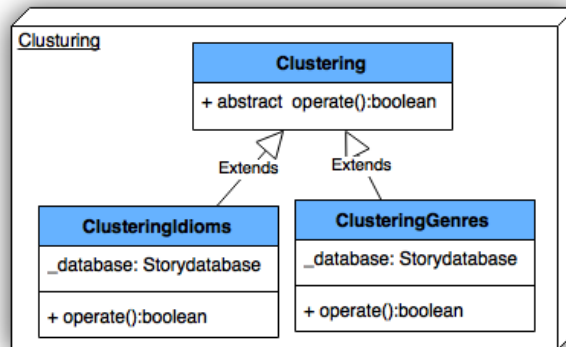 Clusturing
Clustering
+ abstract operate():boolean
Extends
Extends
ClusteringIdioms
_database: Storydatabase
+ operate():boolean
ClusteringGenres
_database: Storydatabase
+ operate():boolean